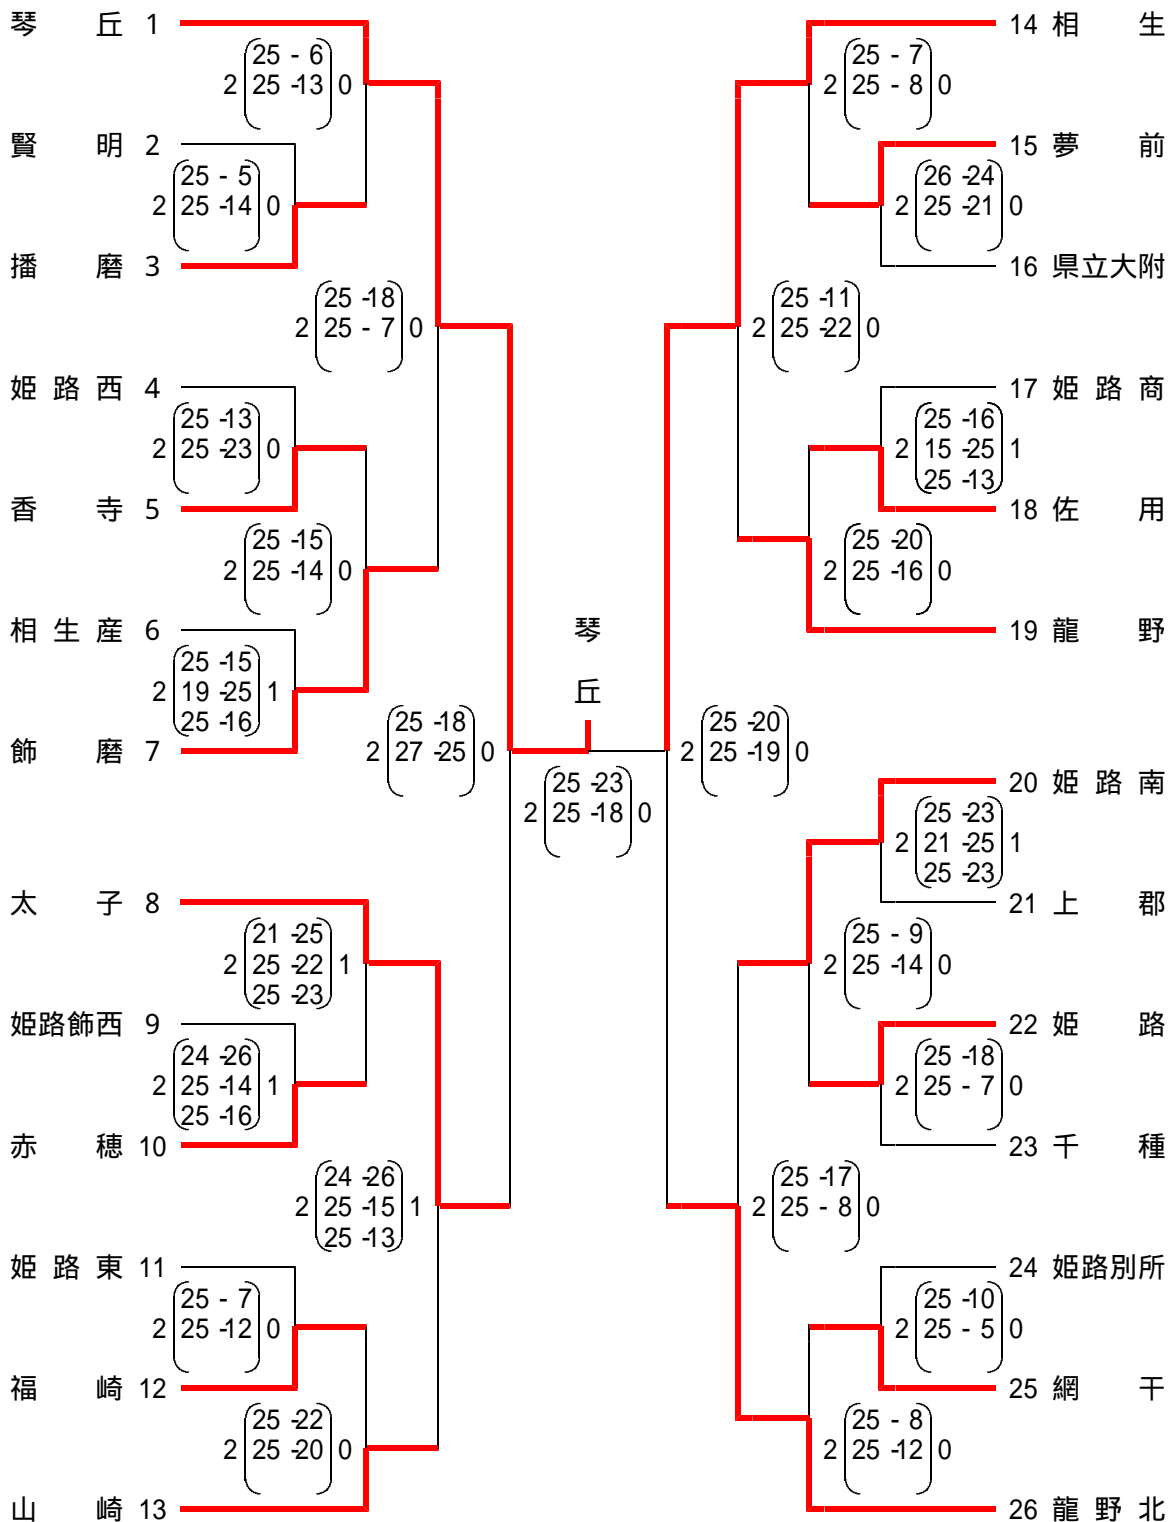 琴丘 1
25 - 6
2 25 -13 0
賢明 2
25 - 5
2 25 -14 0
播磨 3
25 -18
2 25 - 7 0
姫路西 4
25 -13
2 25 -23 0
香寺 5
25 -15
2 25 -14 0
相生産 6
25 -15
2 19 -25 1
25 -16
飾磨 7
25 -18
2 27 -25 0
太子 8
21 -25
2 25 -22 1
25 -23
姫路飾西 9
24 -26
2 25 -14 1
25 -16
赤穂 10
24 -26
2 25 -15 1
25 -13
姫路東 11
25 - 7
2 25 -12 0
福崎 12
25 -22
2 25 -20 0
山崎 13
琴
丘
25 -23
2 25 -18 0
14 相生
25 - 7
2 25 - 8 0
15 夢前
26 -24
2 25 -21 0
16 県立大附
25 -11
2 25 -22 0
17 姫路商
25 -16
2 15 -25 1
25 -13
18 佐用
25 -20
2 25 -16 0
19 龍野
25 -20
2 25 -19 0
20 姫路南
25 -23
2 21 -25 1
25 -23
21 上郡
25 - 9
2 25 -14 0
22 姫路
25 -18
2 25 - 7 0
23 千種
25 -17
2 25 - 8 0
24 姫路別所
25 -10
2 25 - 5 0
25 網干
25 - 8
2 25 -12 0
26 龍野北